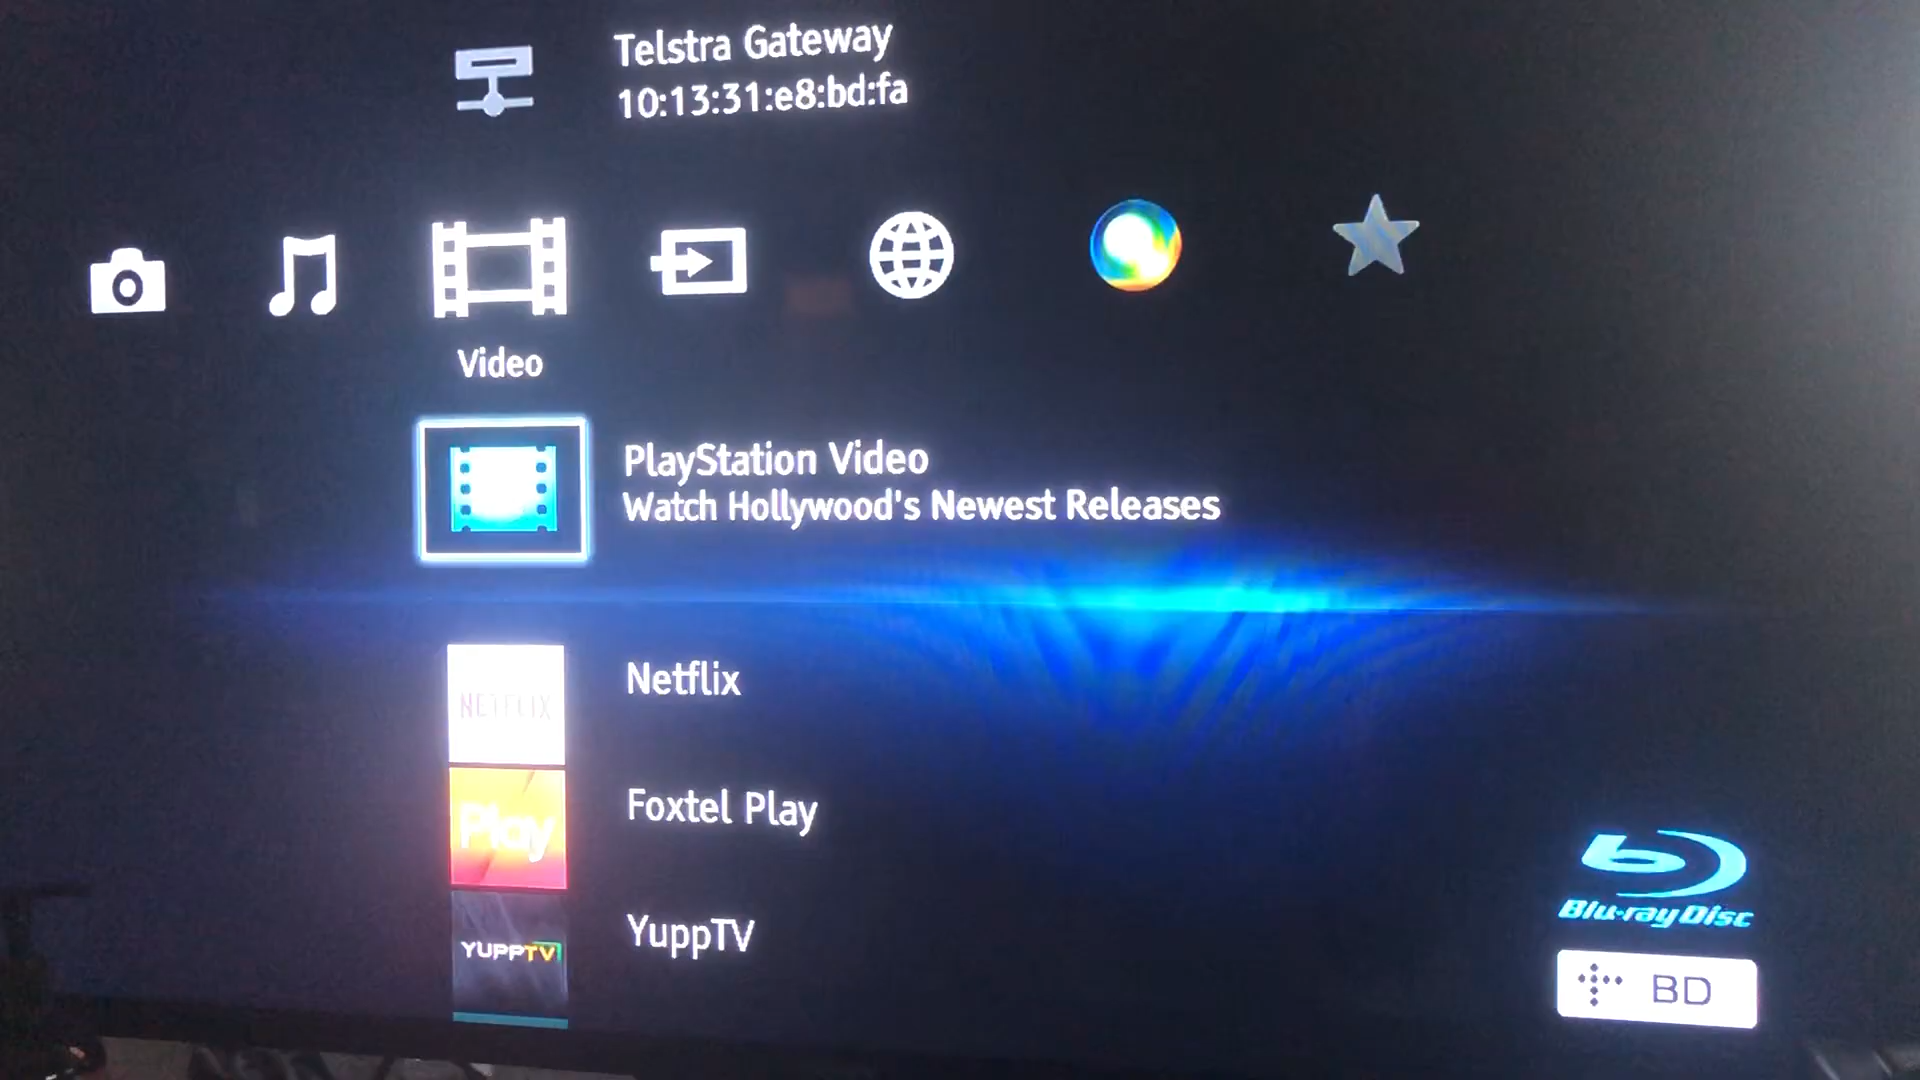 Telstra Gateway
10:13:31:e8:bd:fa
Video
PlayStation Video
Watch Hollywood's Newest Releases
NETFLIX
Netflix
Play
Foxtel Play
YUPPTV
YuppTV
Blu-ray Disc
BD